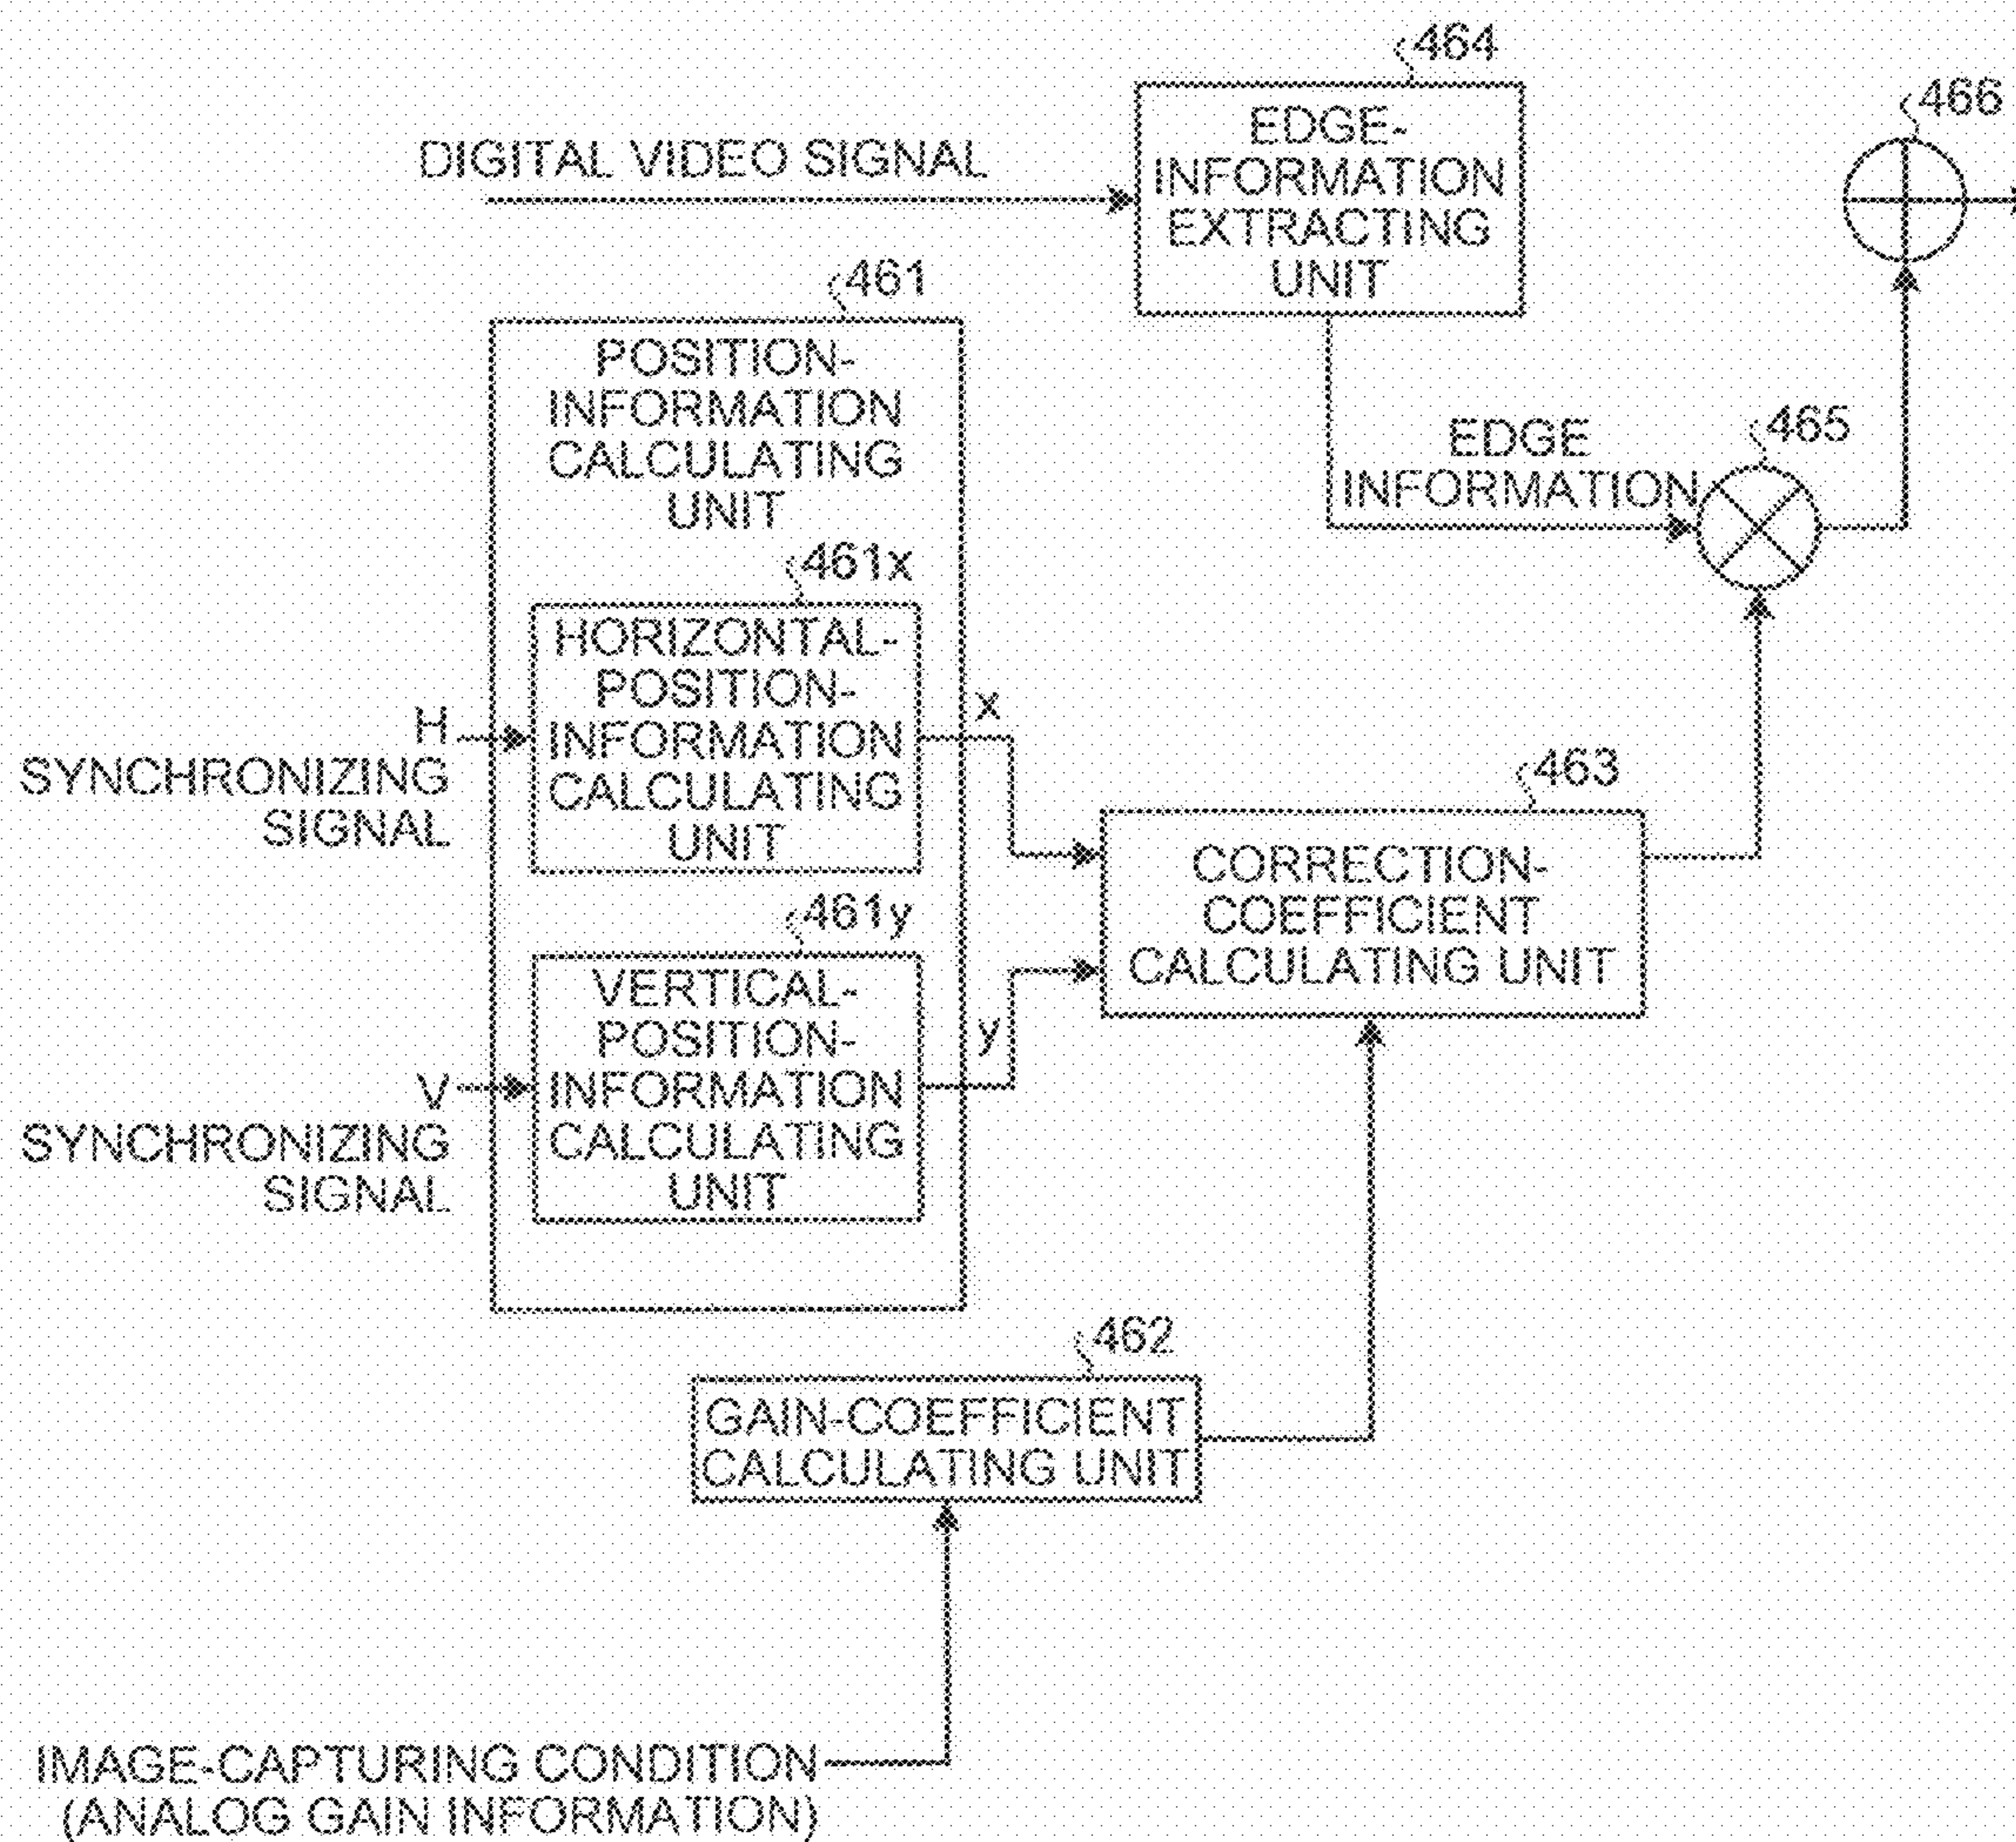 464
466
EDGE-
INFORMATION
EXTRACTING
UNIT
DIGITAL VIDEO SIGNAL
461
POSITION-
INFORMATION
CALCULATING
UNIT
EDGE
INFORMATION
465
461x
HORIZONTAL-
POSITION-
INFORMATION
CALCULATING
UNIT
H
SYNCHRONIZING
SIGNAL
x
463
CORRECTION-
COEFFICIENT
CALCULATING UNIT
461y
VERTICAL-
POSITION-
INFORMATION
CALCULATING
UNIT
y
V
SYNCHRONIZING
SIGNAL
462
GAIN-COEFFICIENT
CALCULATING UNIT
IMAGE-CAPTURING CONDITION
(ANALOG GAIN INFORMATION)